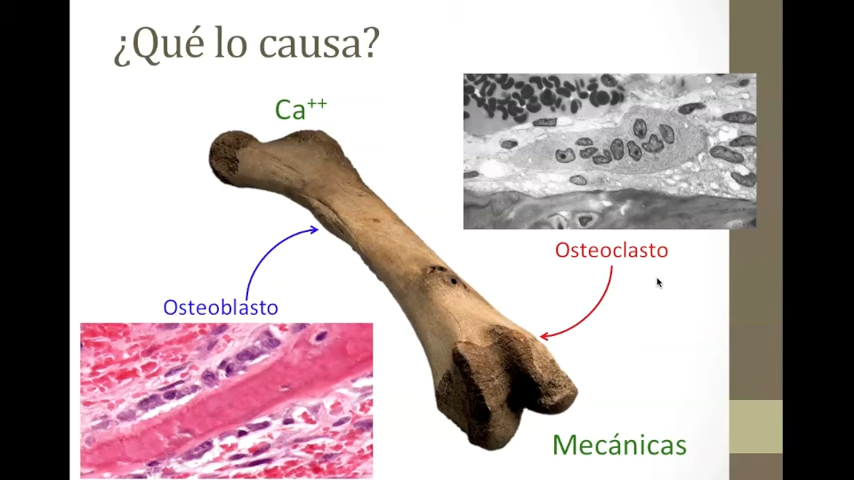 ¿Qué lo causa?
Ca⁺⁺
Osteoclasto
Osteoblasto
Mecánicas